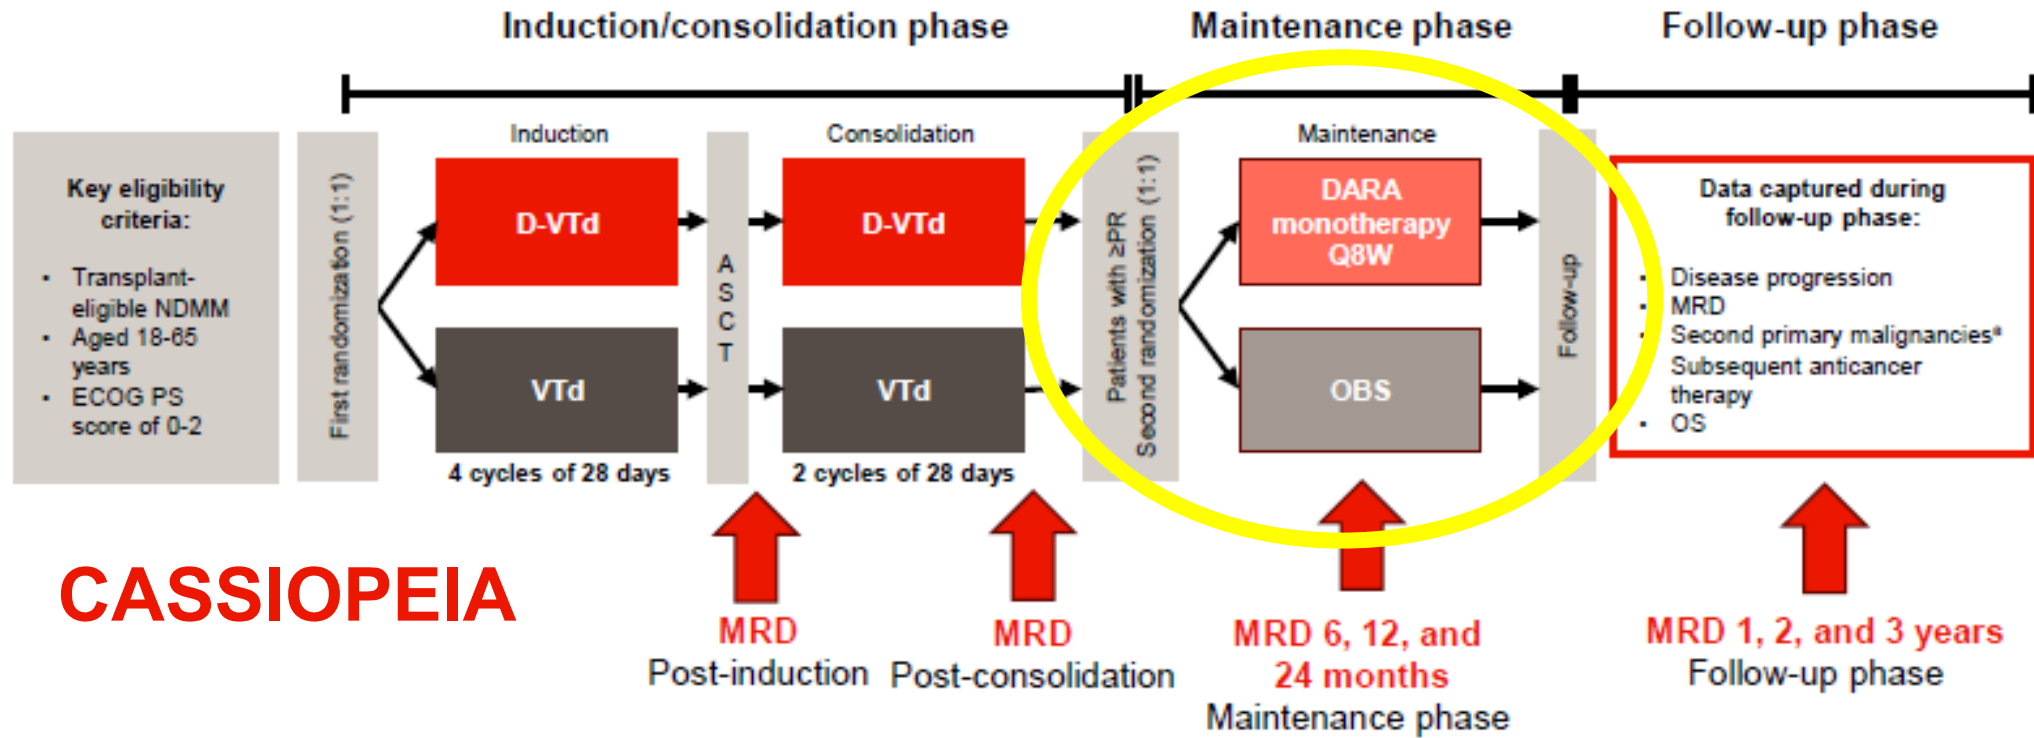 Induction/consolidation phase
Maintenance phase
Follow-up phase
Key eligibility
criteria:
▪ Transplant-
eligible NDMM
▪ Aged 18-65
years
▪ ECOG PS
score of 0-2
First randomization (1:1)
Induction
D-VTd
VTd
4 cycles of 28 days
A
S
C
T
Consolidation
D-VTd
VTd
2 cycles of 28 days
Patients with ≥PR
Second randomization (1:1)
Maintenance
DARA
monotherapy
Q8W
OBS
Follow-up
Data captured during
follow-up phase:
▪ Disease progression
▪ MRD
▪ Second primary malignanciesª
Subsequent anticancer
therapy
▪ OS
CASSIOPEIA
MRD
Post-induction
MRD
Post-consolidation
MRD 6, 12, and
24 months
Maintenance phase
MRD 1, 2, and 3 years
Follow-up phase